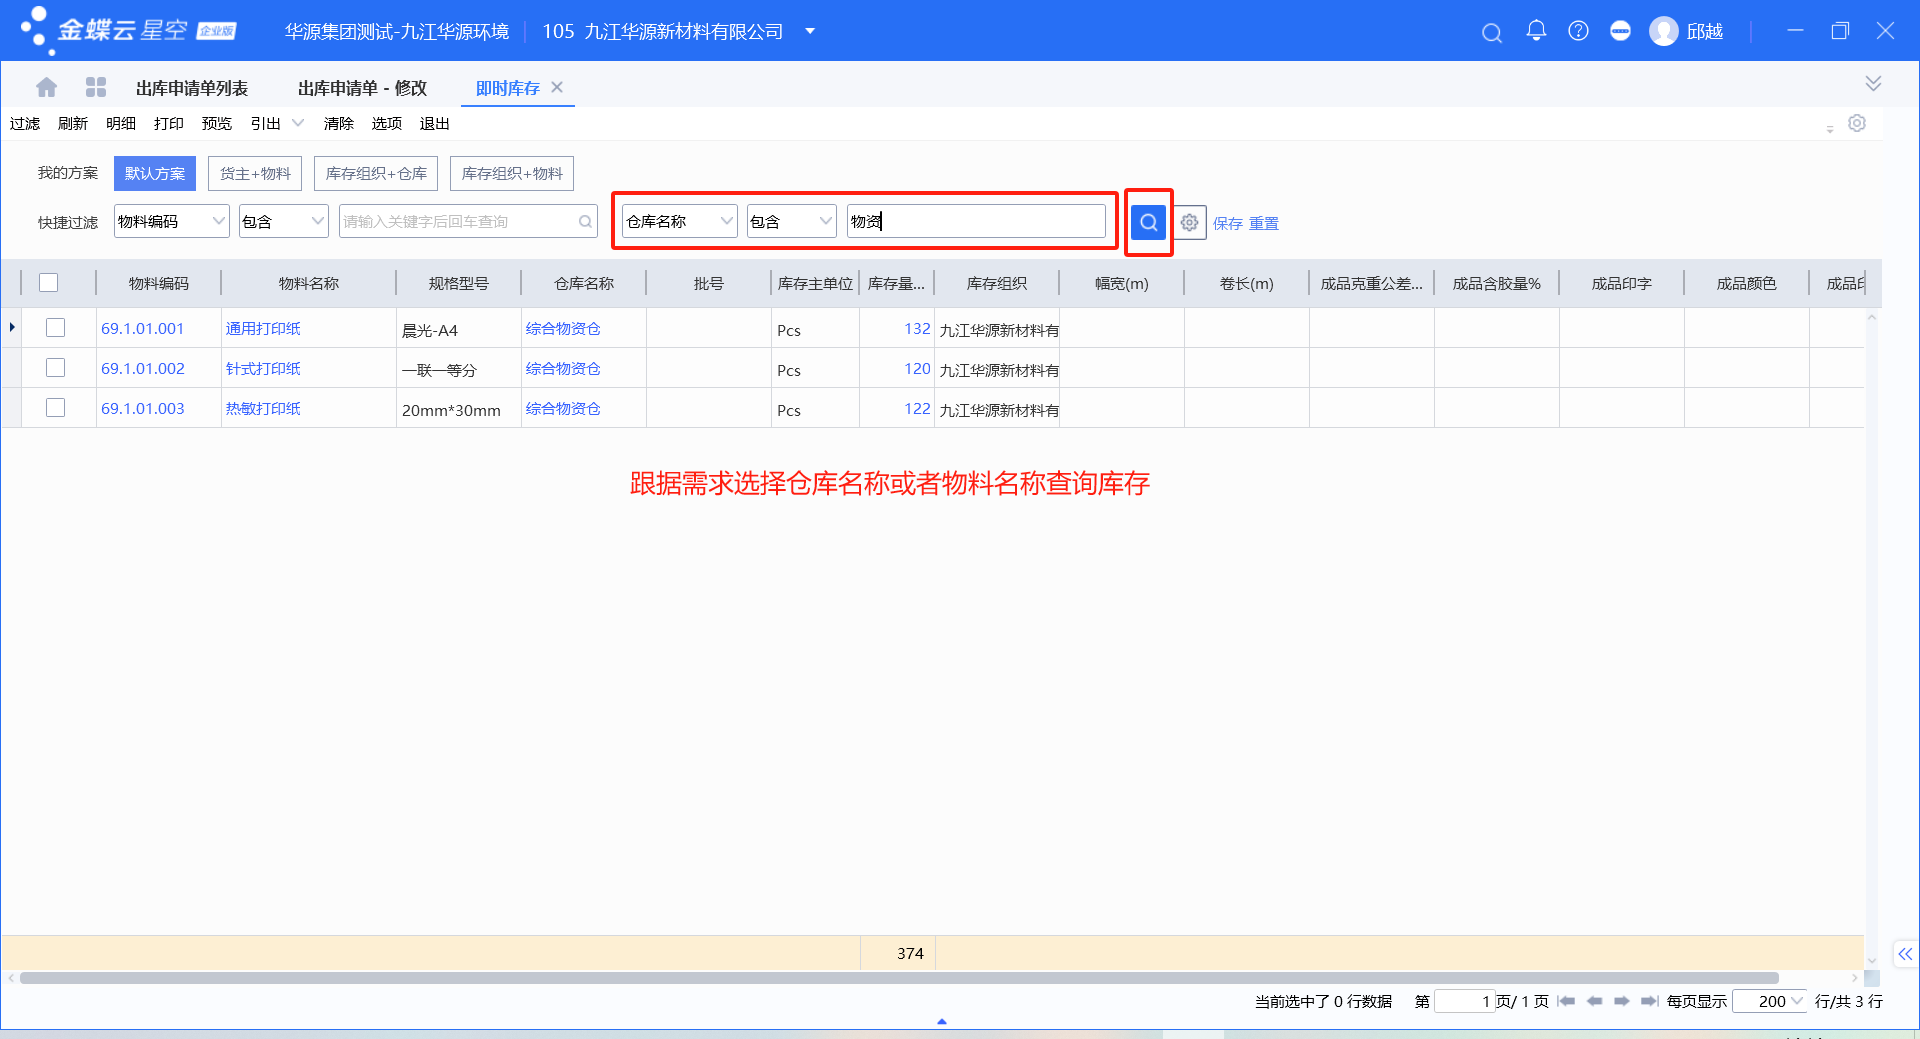 金蝶云 星空 企业版 华源集团测试-九江华源环境 105 九江华源新材料有限公司 邱越
出库申请单列表 出库申请单 - 修改 即时库存
过滤 刷新 明细 打印 预览 引出 清除 选项 退出
我的方案 默认方案 货主+物料 库存组织+仓库 库存组织+物料
快捷过滤 物料编码 包含 请输入关键字后回车查询 仓库名称 包含 物资 保存 重置
物料编码 物料名称 规格型号 仓库名称 批号 库存主单位 库存量... 库存组织 幅宽(m) 卷长(m) 成品克重公差... 成品含胶量% 成品印字 成品颜色 成品
69.1.01.001 通用打印纸 晨光-A4 综合物资仓 Pcs 132 九江华源新材料有
69.1.01.002 针式打印纸 一联一等分 综合物资仓 Pcs 120 九江华源新材料有
69.1.01.003 热敏打印纸 20mm*30mm 综合物资仓 Pcs 122 九江华源新材料有
跟据需求选择仓库名称或者物料名称查询库存
374
当前选中了 0 行数据 第 1 页/ 1 页 每页显示 200 行/共 3 行